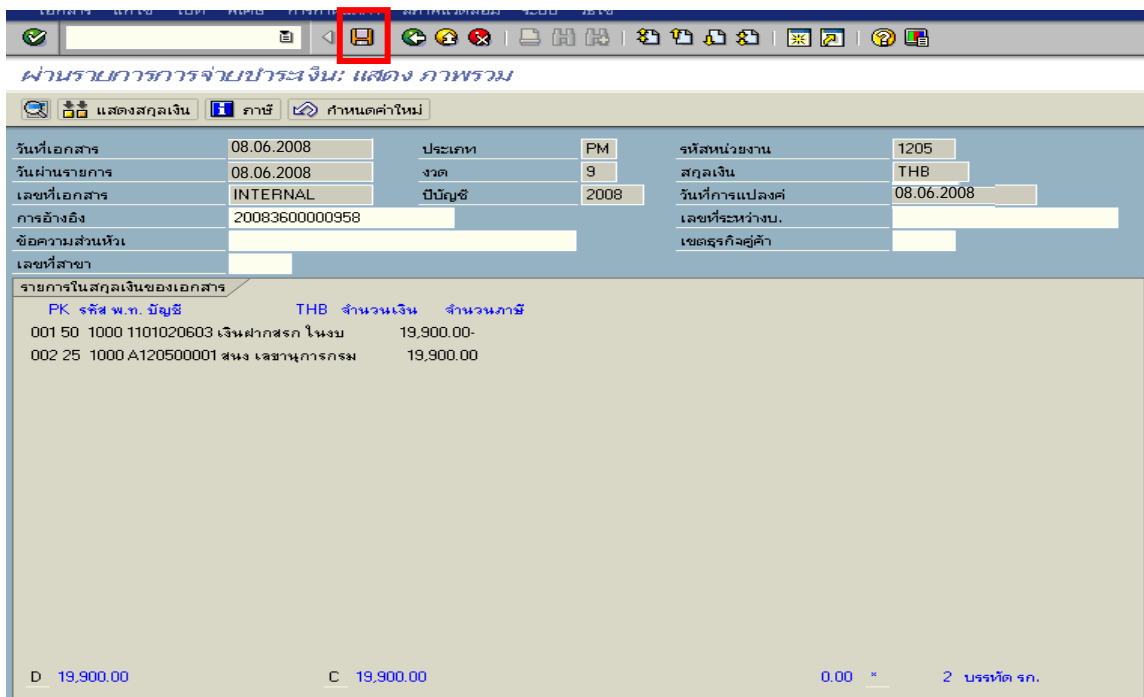 ผ่านรายการการจ่ายชำระเงิน: แสดง ภาพรวม
แสดงสกุลเงิน ภาษี กำหนดค่าใหม่
วันที่เอกสาร 08.06.2008 ประเภท PM รหัสหน่วยงาน 1205
วันผ่านรายการ 08.06.2008 งวด 9 สกุลเงิน THB
เลขที่เอกสาร INTERNAL ปีบัญชี 2008 วันที่การแปลงค่ 08.06.2008
การอ้างอิง 20083600000958 เลขที่ระหว่างบ.
ข้อความส่วนหัวเ เขตธุรกิจคู่ค้า
เลขที่สาขา
รายการในสกุลเงินของเอกสาร
PK รหัส พ.ท. บัญชี THB จำนวนเงิน จำนวนภาษี
001 50 1000 1101020603 เงินฝากสรก ในงบ 19,900.00-
002 25 1000 A120500001 สนง เลขานุการกรม 19,900.00
D 19,900.00 C 19,900.00 0.00 * 2 บรรทัด รก.